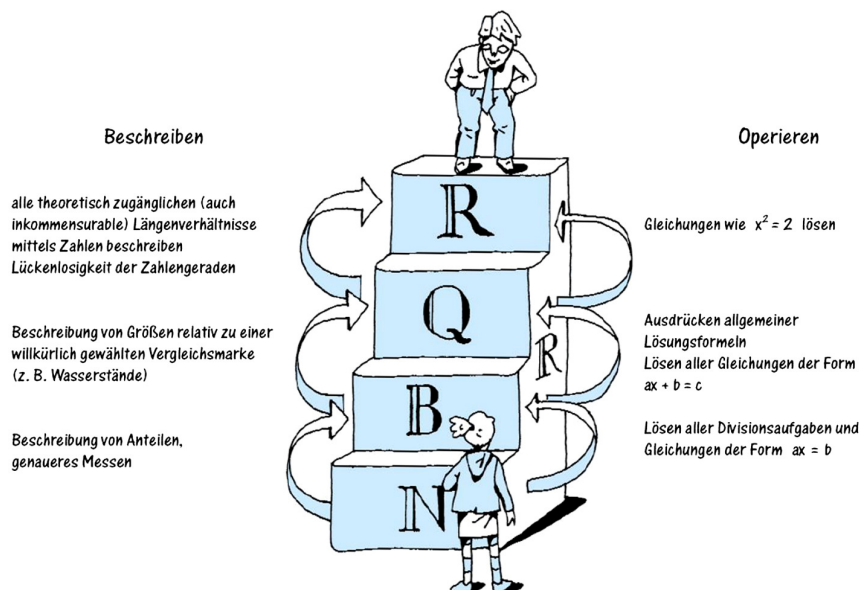 Beschreiben
Operieren
alle theoretisch zugänglichen (auch
inkommensurable) Längenverhältnisse
mittels Zahlen beschreiben
Lückenlosigkeit der Zahlengeraden
ℝ
Gleichungen wie x² = 2 lösen
Beschreibung von Größen relativ zu einer
willkürlich gewählten Vergleichsmarke
(z. B. Wasserstände)
ℚ
ℝ
Ausdrücken allgemeiner
Lösungsformeln
Lösen aller Gleichungen der Form
ax + b = c
Beschreibung von Anteilen,
genaueres Messen
𝔹
ℕ
Lösen aller Divisionsaufgaben und
Gleichungen der Form ax = b